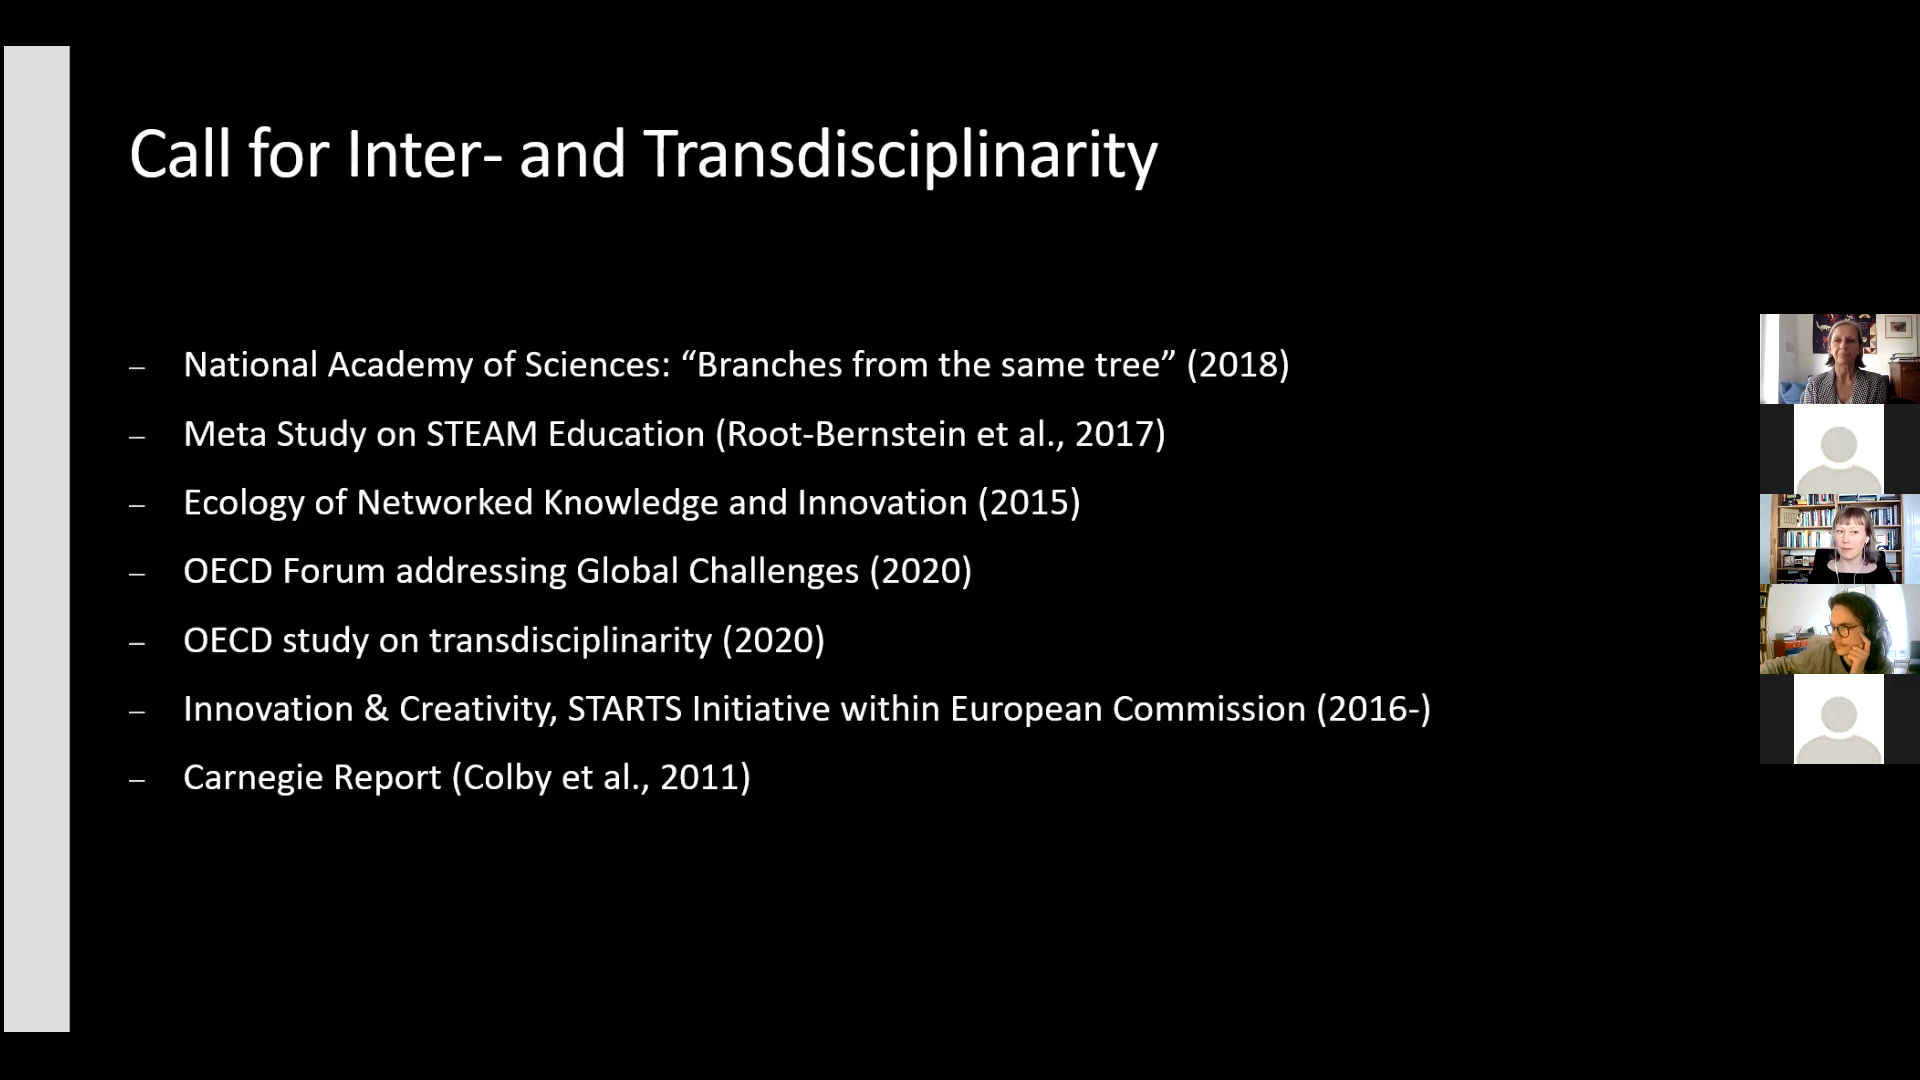 Call for Inter- and Transdisciplinarity
– National Academy of Sciences: “Branches from the same tree” (2018)
– Meta Study on STEAM Education (Root-Bernstein et al., 2017)
– Ecology of Networked Knowledge and Innovation (2015)
– OECD Forum addressing Global Challenges (2020)
– OECD study on transdisciplinarity (2020)
– Innovation & Creativity, STARTS Initiative within European Commission (2016-)
– Carnegie Report (Colby et al., 2011)